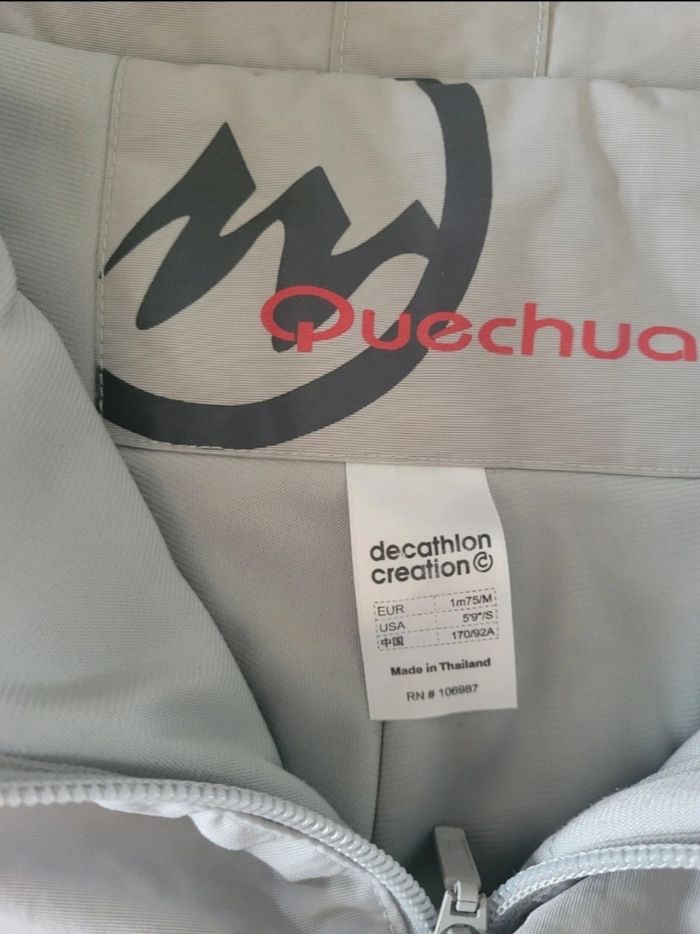 Quechua
decathlon
creation©
EUR 1m75/M
USA 5'9"/S
中国 170/92A
Made in Thailand
RN # 106987